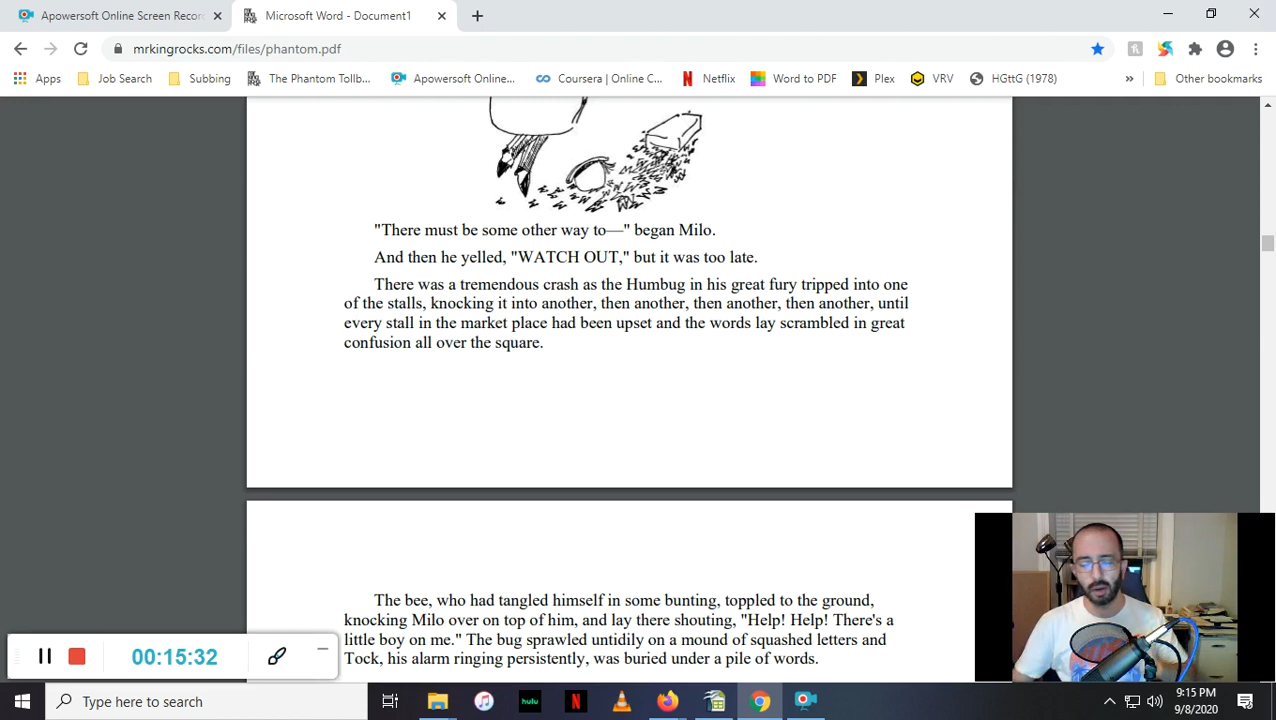 Apowersoft Online Screen Recor
Microsoft Word - Document1
mrkingrocks.com/files/phantom.pdf
Apps
Job Search
Subbing
The Phantom Tollb...
Apowersoft Online...
Coursera | Online C...
Netflix
Word to PDF
Plex
VRV
HGttG (1978)
»
Other bookmarks
"There must be some other way to—" began Milo.
And then he yelled, "WATCH OUT," but it was too late.
There was a tremendous crash as the Humbug in his great fury tripped into one
of the stalls, knocking it into another, then another, then another, then another, until
every stall in the market place had been upset and the words lay scrambled in great
confusion all over the square.
The bee, who had tangled himself in some bunting, toppled to the ground,
knocking Milo over on top of him, and lay there shouting, "Help! Help! There's a
little boy on me." The bug sprawled untidily on a mound of squashed letters and
Tock, his alarm ringing persistently, was buried under a pile of words.
00:15:32
Type here to search
hulu
9:15 PM
9/8/2020